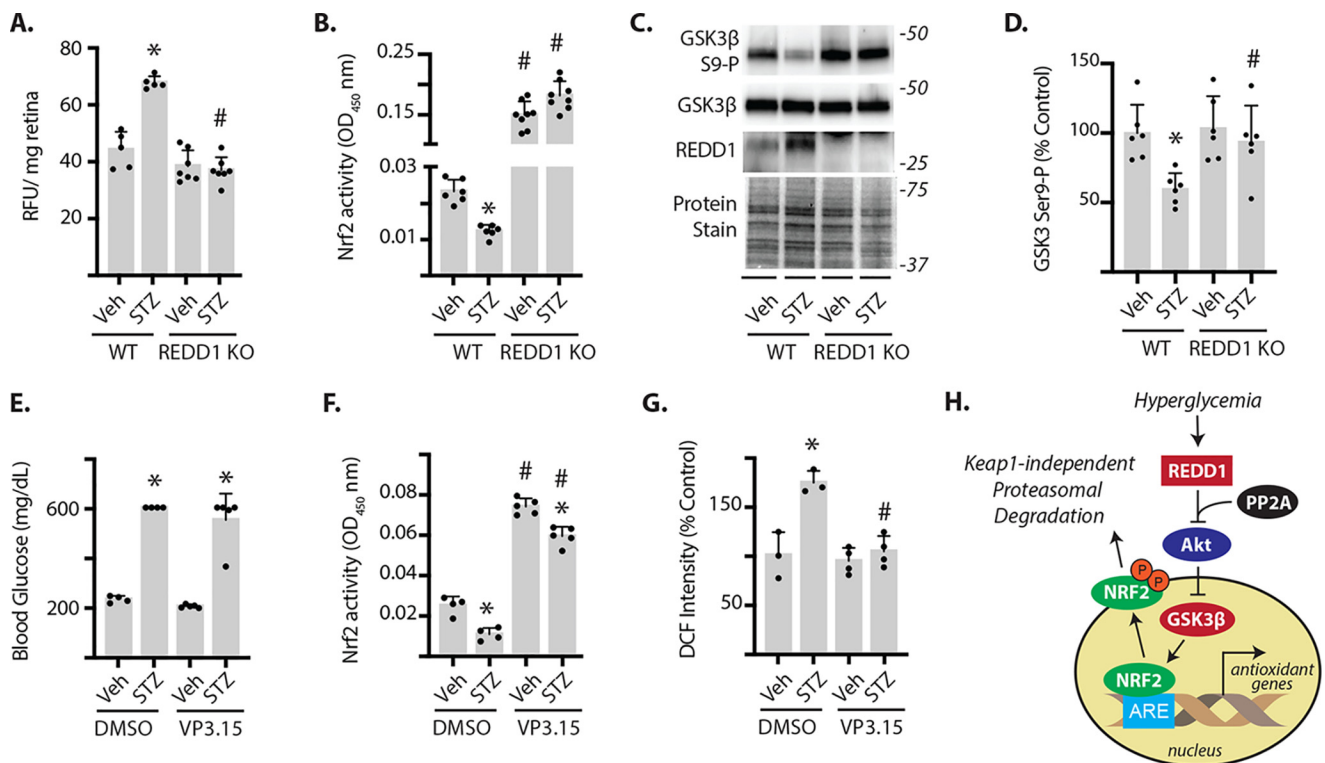 A.
RFU/ mg retina
80
60
40
20
*
#
Veh
STZ
Veh
STZ
WT
REDD1 KO
B.
Nrf2 activity (OD450 nm)
0.25
0.15
0.03
0.01
*
#
#
Veh
STZ
Veh
STZ
WT
REDD1 KO
C.
GSK3β
S9-P
-50
GSK3β
-50
REDD1
-25
Protein
Stain
-75
-37
Veh
STZ
Veh
STZ
WT
REDD1 KO
D.
GSK3 Ser9-P (% Control)
150
100
50
*
#
Veh
STZ
Veh
STZ
WT
REDD1 KO
E.
Blood Glucose (mg/dL)
600
200
*
*
Veh
STZ
Veh
STZ
DMSO
VP3.15
F.
Nrf2 activity (OD450 nm)
0.08
0.06
0.04
0.02
*
#
#
*
Veh
STZ
Veh
STZ
DMSO
VP3.15
G.
DCF Intensity (% Control)
150
50
*
#
Veh
STZ
Veh
STZ
DMSO
VP3.15
H.
Hyperglycemia
REDD1
PP2A
Akt
Keap1-independent
Proteasomal
Degradation
P
P
NRF2
GSK3β
NRF2
ARE
antioxidant
genes
nucleus